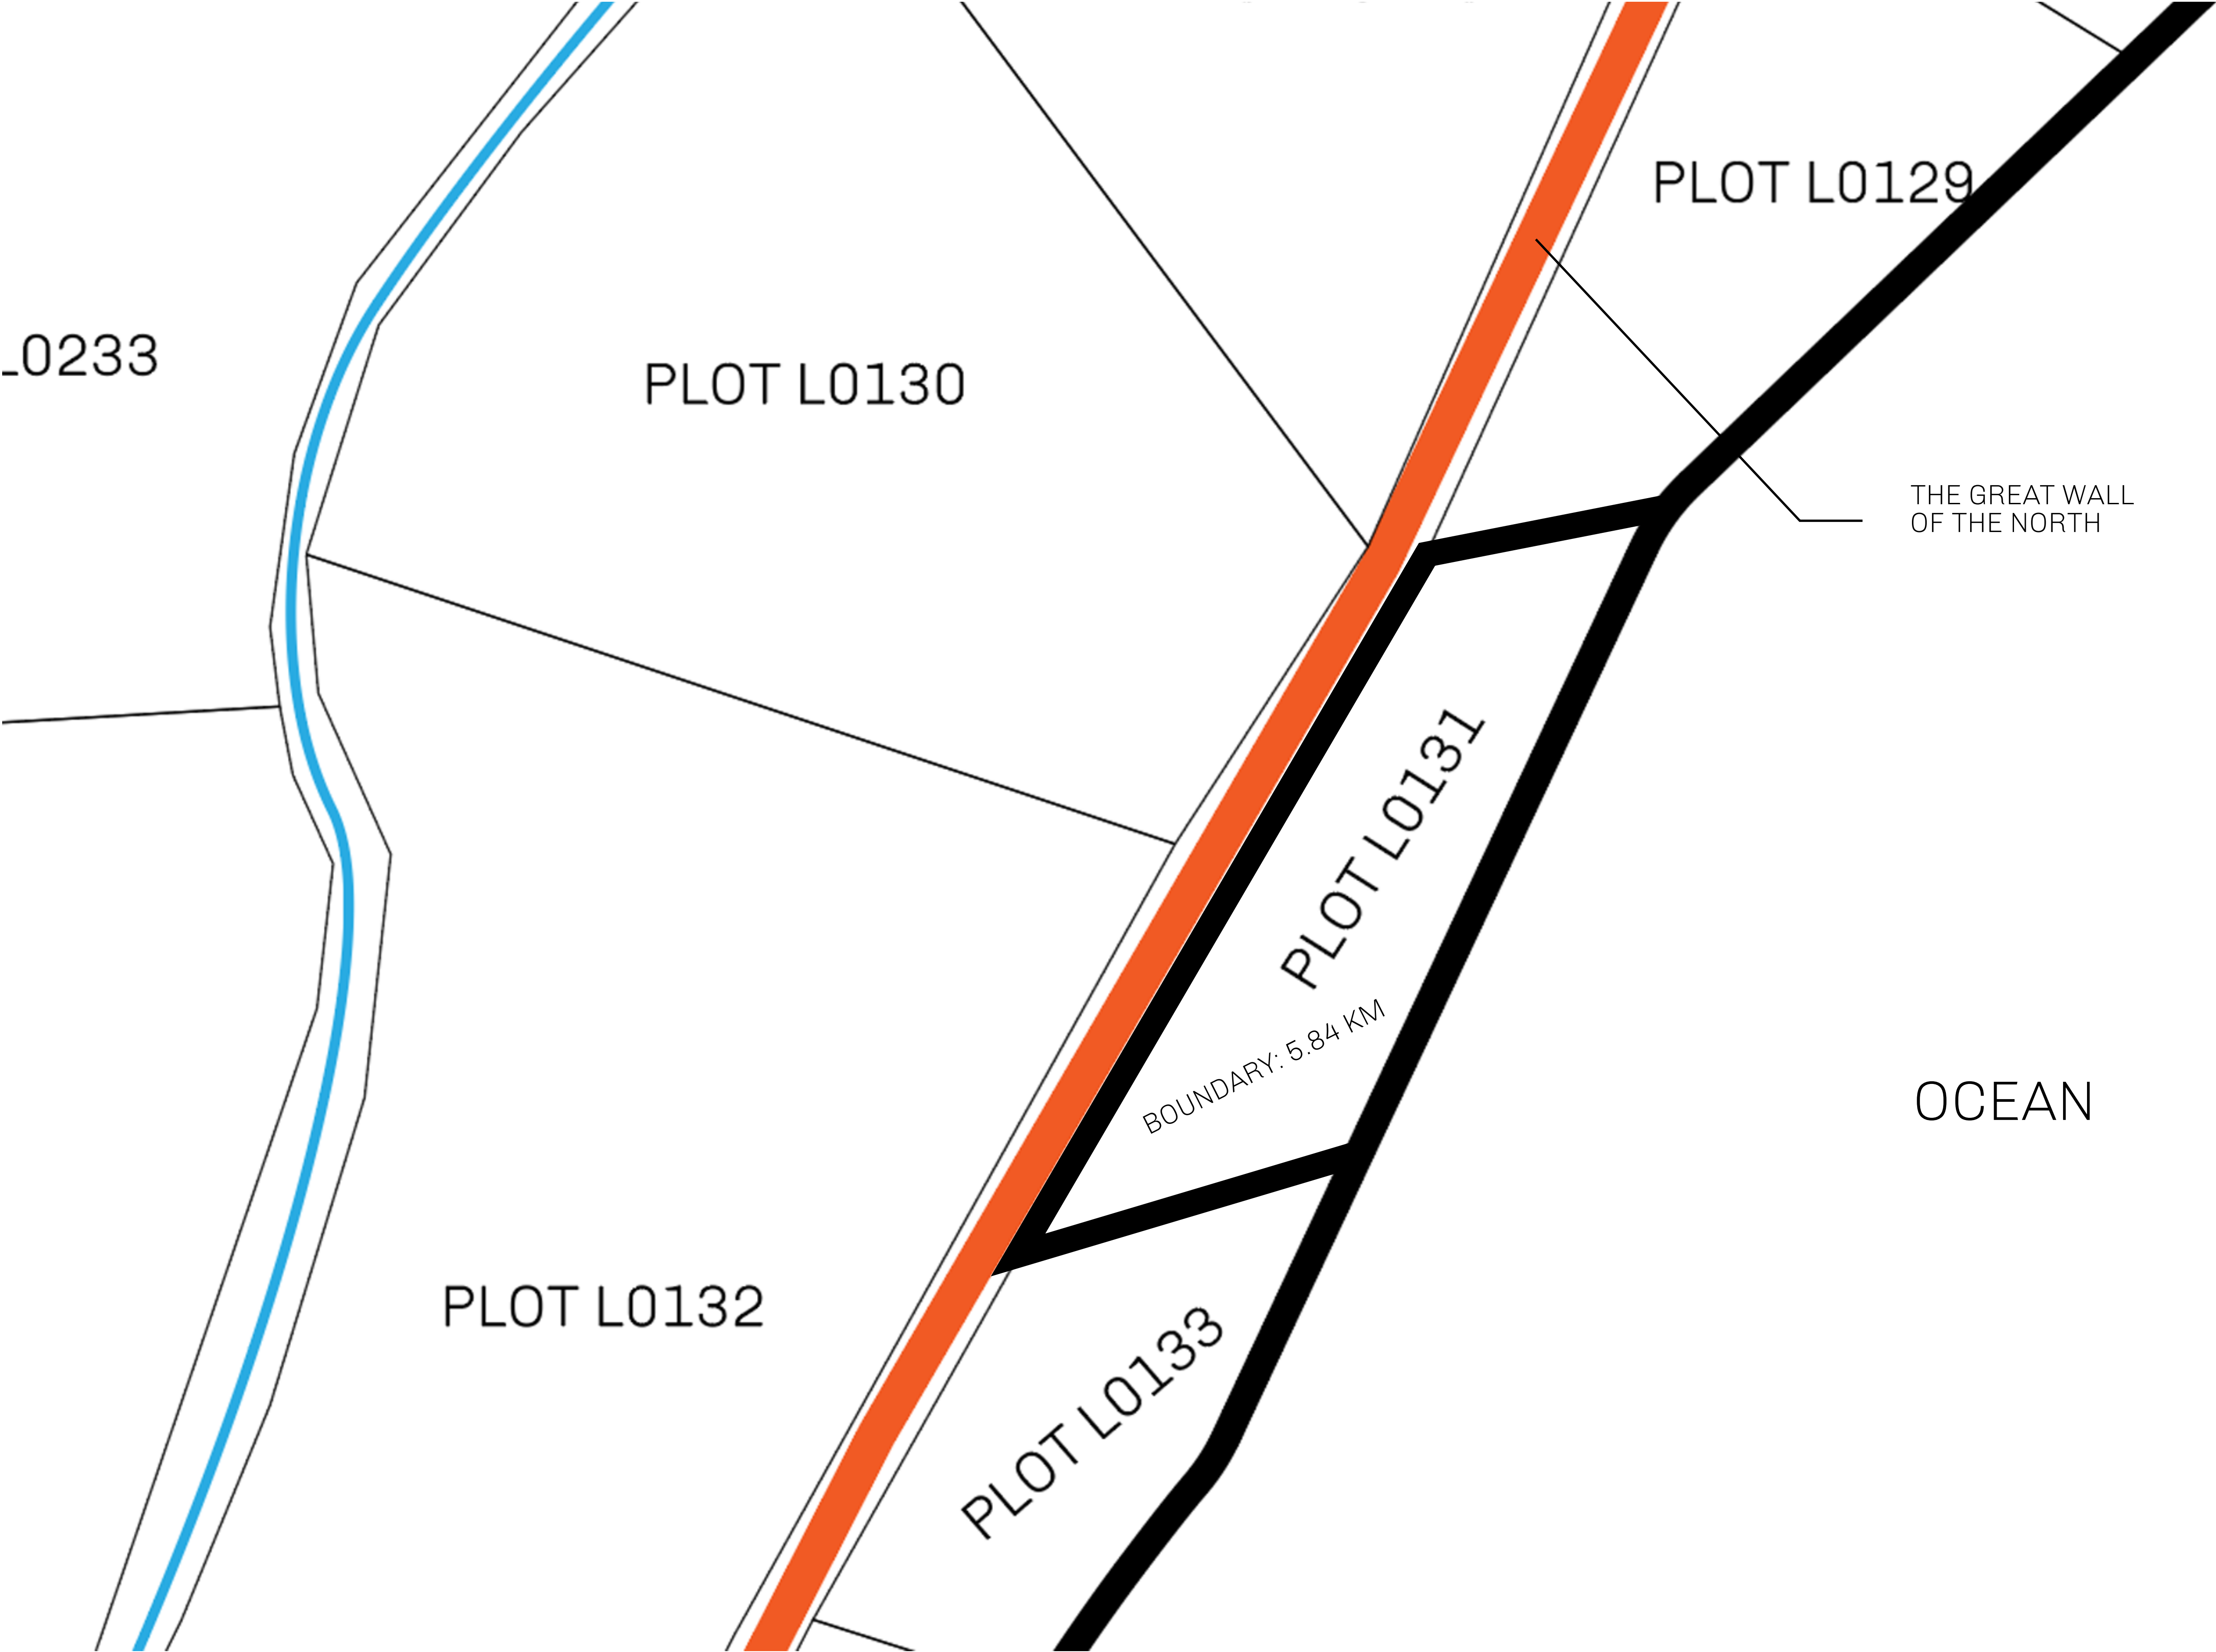 PLOT L0129
L0233
PLOT L0130
THE GREAT WALL
OF THE NORTH
PLOT L0131
BOUNDARY: 5.84 KM
OCEAN
PLOT L0132
PLOT L0133